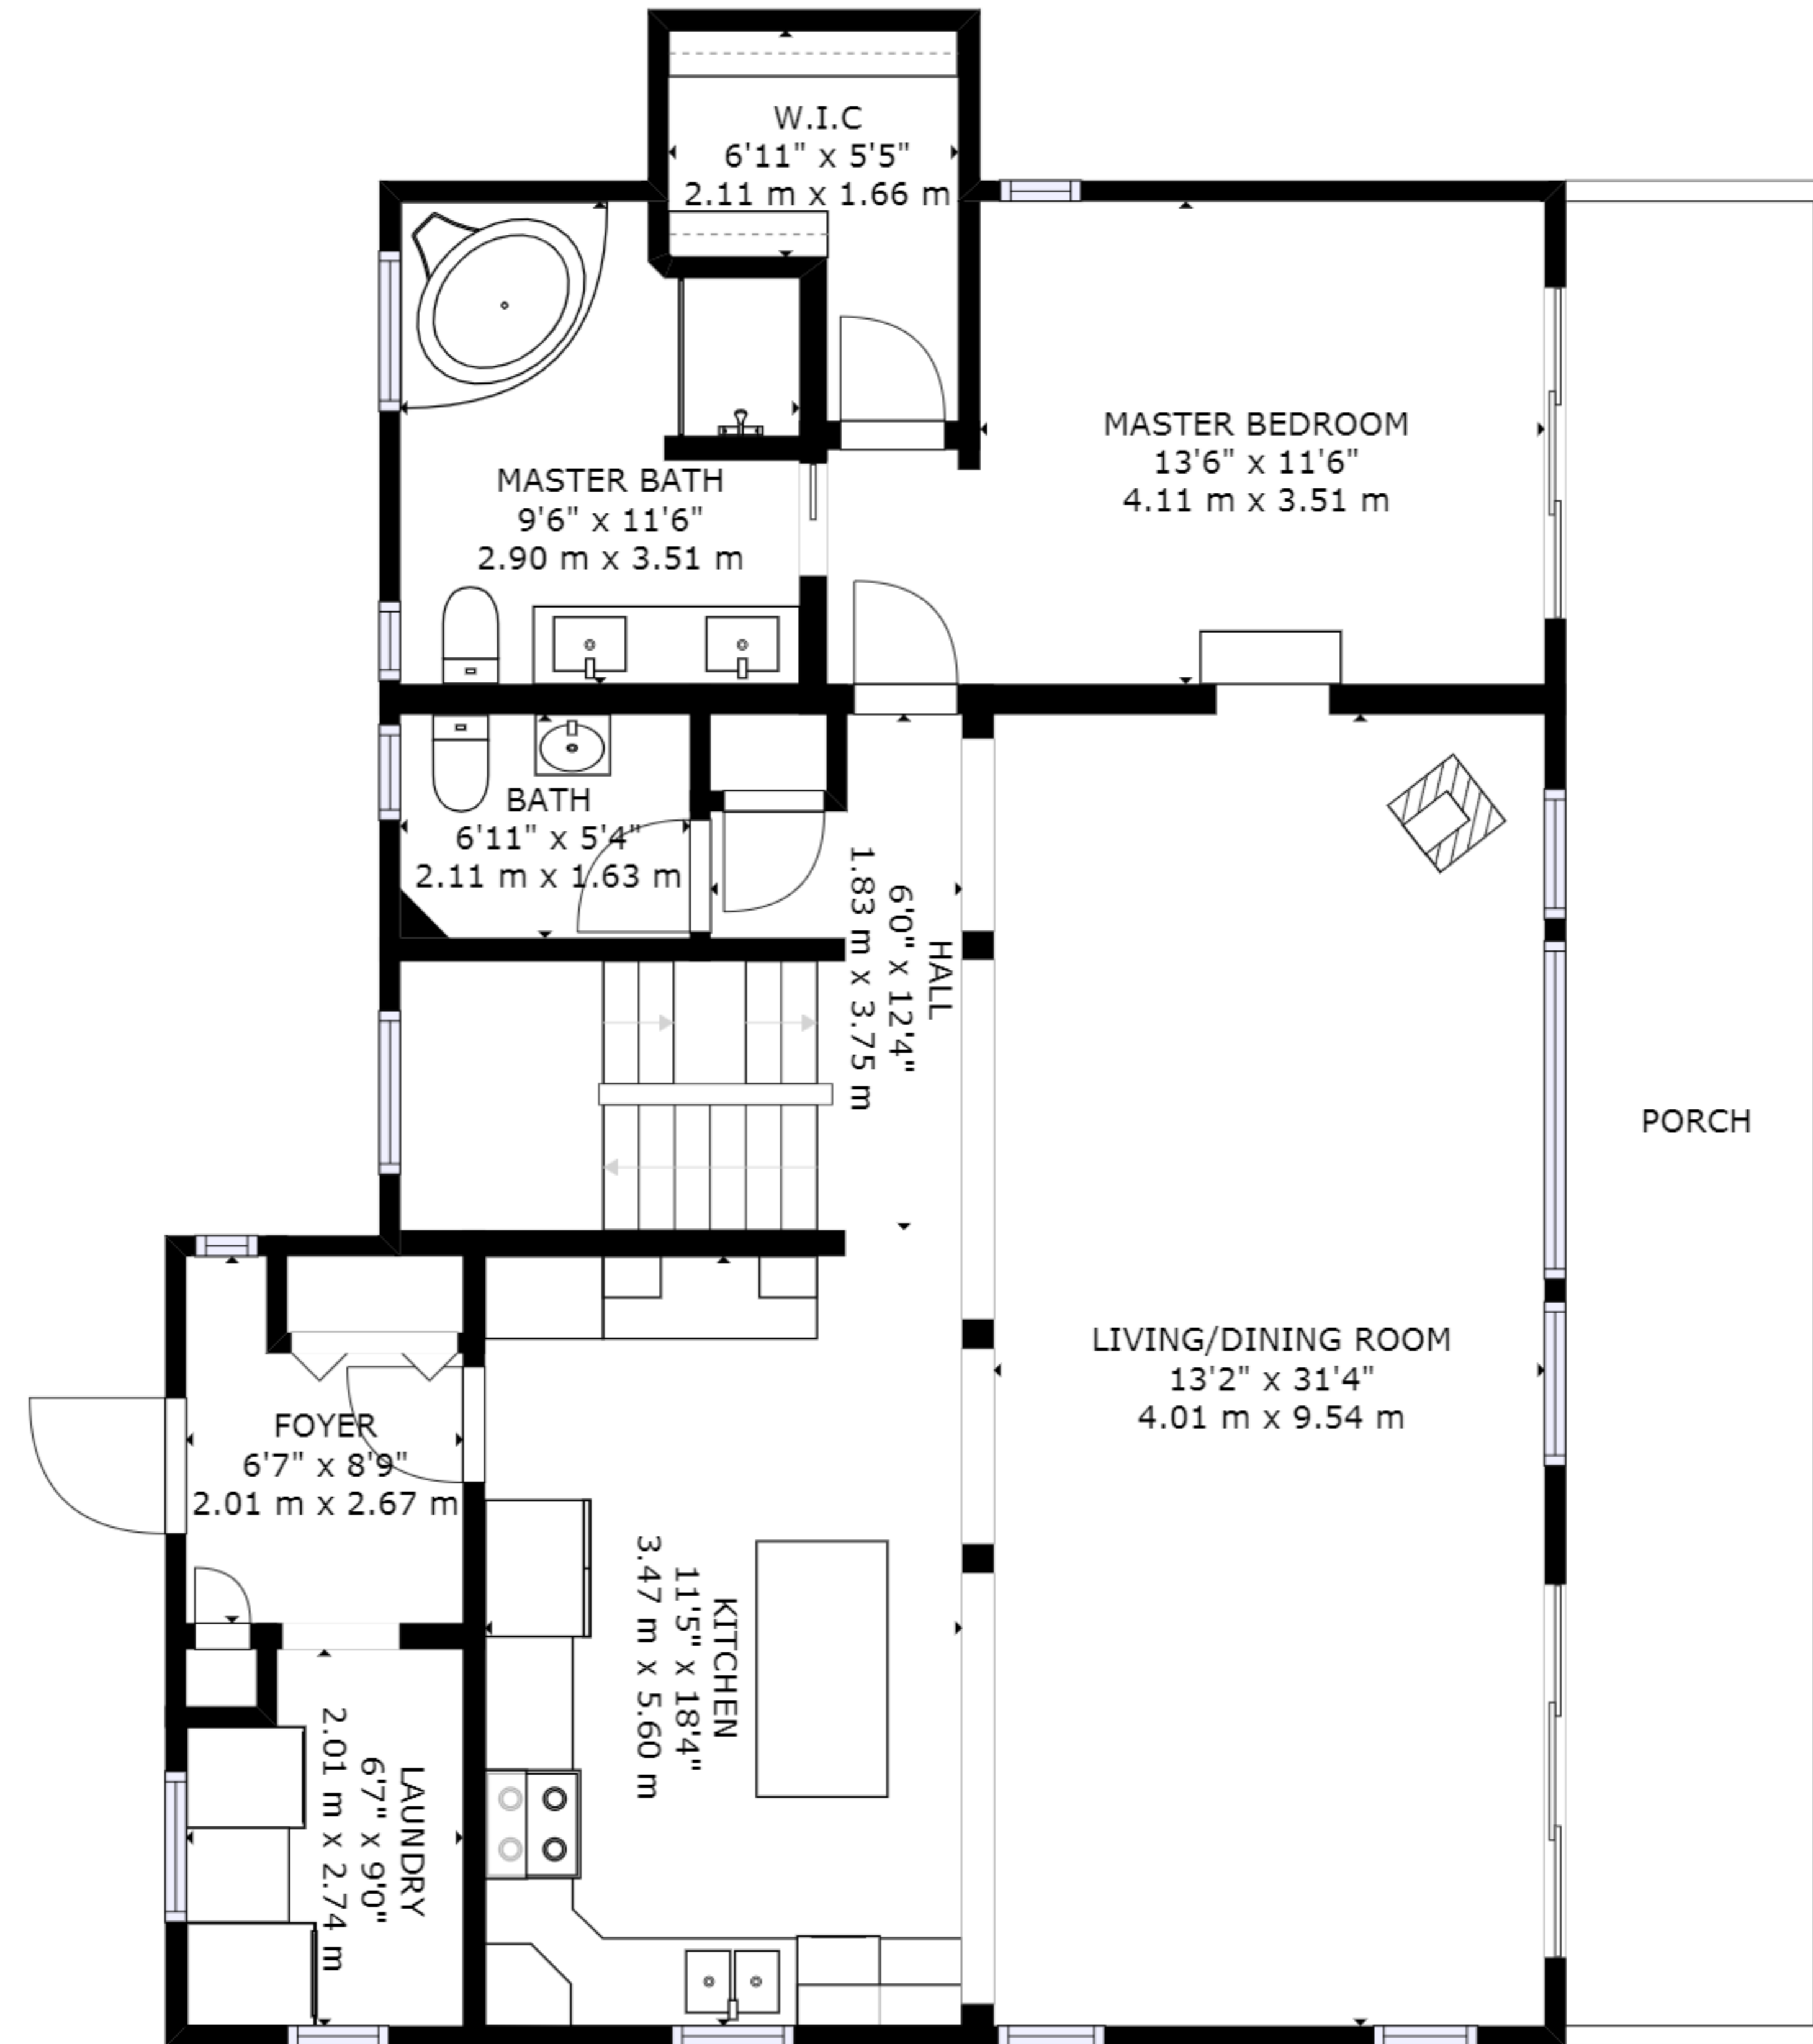 W.I.C
6'11" x 5'5"
2.11 m x 1.66 m
MASTER BEDROOM
13'6" x 11'6"
4.11 m x 3.51 m
MASTER BATH
9'6" x 11'6"
2.90 m x 3.51 m
BATH
6'11" x 5'4"
2.11 m x 1.63 m
HALL
6'0" x 12'4"
1.83 m x 3.75 m
PORCH
LIVING/DINING ROOM
13'2" x 31'4"
4.01 m x 9.54 m
FOYER
6'7" x 8'9"
2.01 m x 2.67 m
KITCHEN
11'5" x 18'4"
3.47 m x 5.60 m
LAUNDRY
6'7" x 9'0"
2.01 m x 2.74 m